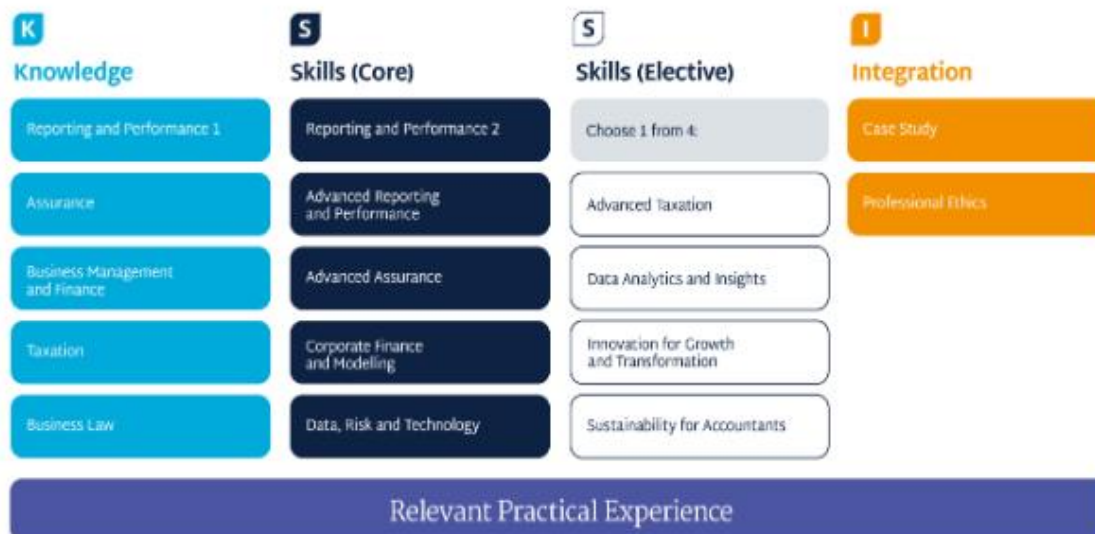 K
Knowledge
Reporting and Performance 1
Assurance
Business Management
and Finance
Taxation
Business Law
S
Skills (Core)
Reporting and Performance 2
Advanced Reporting
and Performance
Advanced Assurance
Corporate Finance
and Modelling
Data, Risk and Technology
S
Skills (Elective)
Choose 1 from 4:
Advanced Taxation
Data Analytics and Insights
Innovation for Growth
and Transformation
Sustainability for Accountants
I
Integration
Case Study
Professional Ethics
Relevant Practical Experience